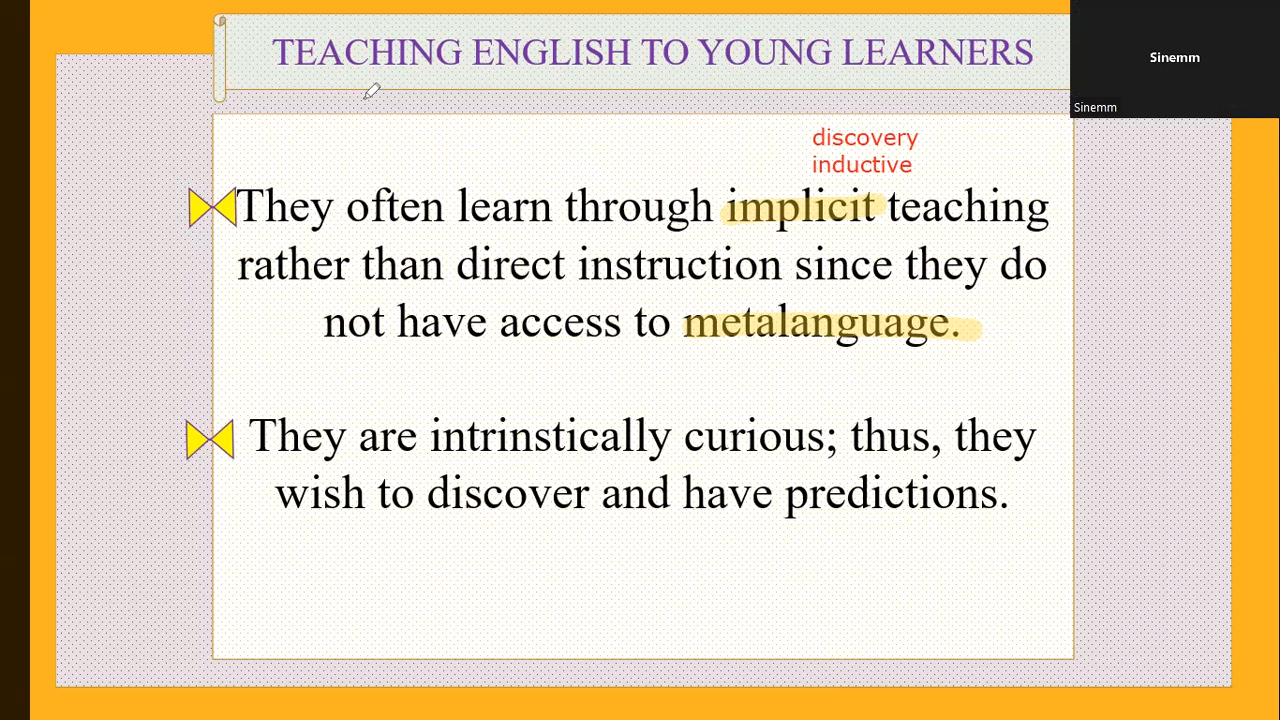 TEACHING ENGLISH TO YOUNG LEARNERS
Sinemm
Sinemm
discovery
inductive
They often learn through implicit teaching
rather than direct instruction since they do
not have access to metalanguage.
They are intrinstically curious; thus, they
wish to discover and have predictions.